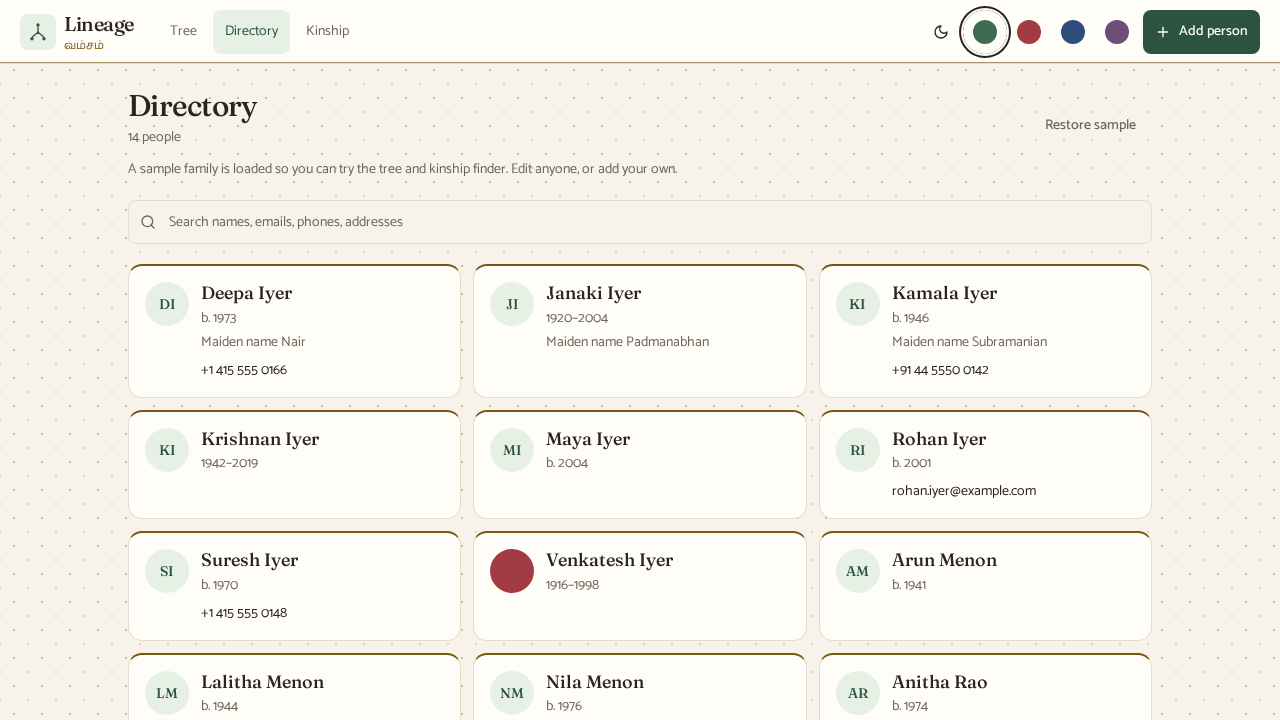 Lineage
வம்சம்
Tree
Directory
Kinship
Add person
Directory
14 people
Restore sample
A sample family is loaded so you can try the tree and kinship finder. Edit anyone, or add your own.
Search names, emails, phones, addresses
DI
Deepa Iyer
b. 1973
Maiden name Nair
+1 415 555 0166
JI
Janaki Iyer
1920–2004
Maiden name Padmanabhan
KI
Kamala Iyer
b. 1946
Maiden name Subramanian
+91 44 5550 0142
KI
Krishnan Iyer
1942–2019
MI
Maya Iyer
b. 2004
RI
Rohan Iyer
b. 2001
rohan.iyer@example.com
SI
Suresh Iyer
b. 1970
+1 415 555 0148
Venkatesh Iyer
1916–1998
AM
Arun Menon
b. 1941
LM
Lalitha Menon
b. 1944
NM
Nila Menon
b. 1976
AR
Anitha Rao
b. 1974